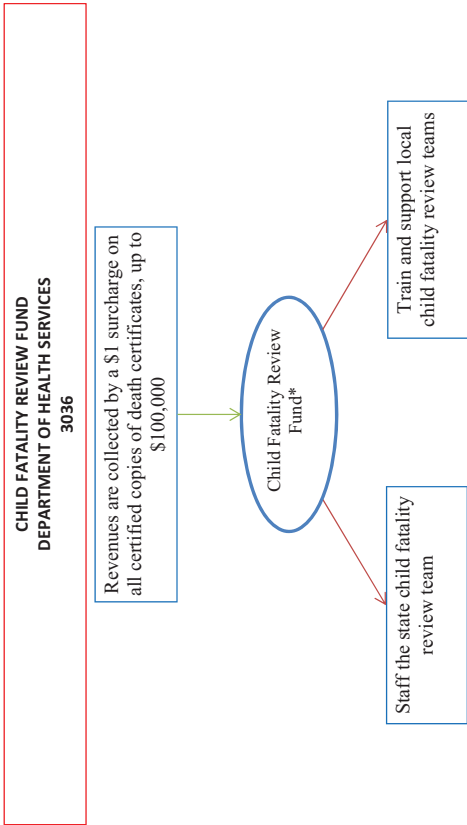 CHILD FATALITY REVIEW FUND
DEPARTMENT OF HEALTH SERVICES
3036
Revenues are collected by a $1 surcharge on
all certified copies of death certificates, up to
$100,000
Child Fatality Review
Fund*
Staff the state child fatality
review team
Train and support local
child fatality review teams